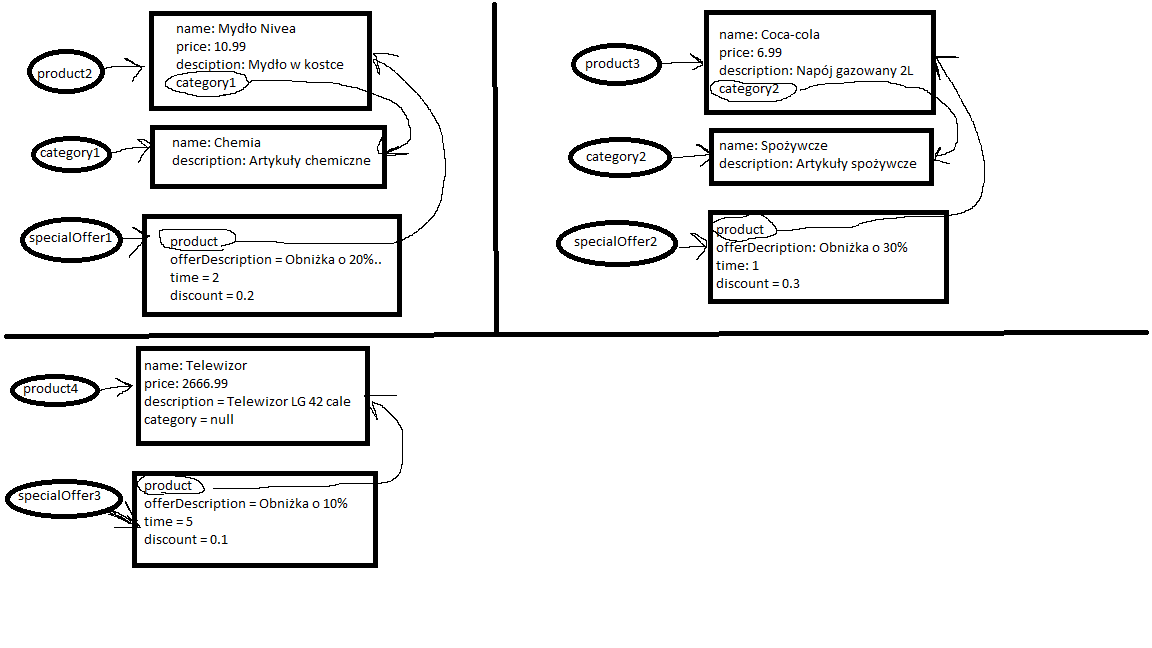 product2
name: Mydło Nivea
price: 10.99
desciption: Mydło w kostce
category1
category1
name: Chemia
description: Artykuły chemiczne
specialOffer1
product
offerDescription = Obniżka o 20%..
time = 2
discount = 0.2
product3
name: Coca-cola
price: 6.99
description: Napój gazowany 2L
category2
category2
name: Spożywcze
description: Artykuły spożywcze
specialOffer2
product
offerDecription: Obniżka o 30%
time: 1
discount = 0.3
product4
name: Telewizor
price: 2666.99
description = Telewizor LG 42 cale
category = null
specialOffer3
product
offerDescription = Obniżka o 10%
time = 5
discount = 0.1